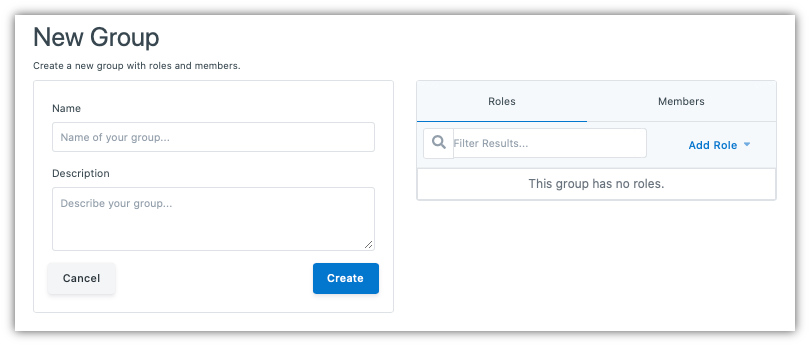 New Group
Create a new group with roles and members.
Name
Name of your group...
Description
Describe your group...
Cancel
Create
Roles
Members
Filter Results...
Add Role
This group has no roles.